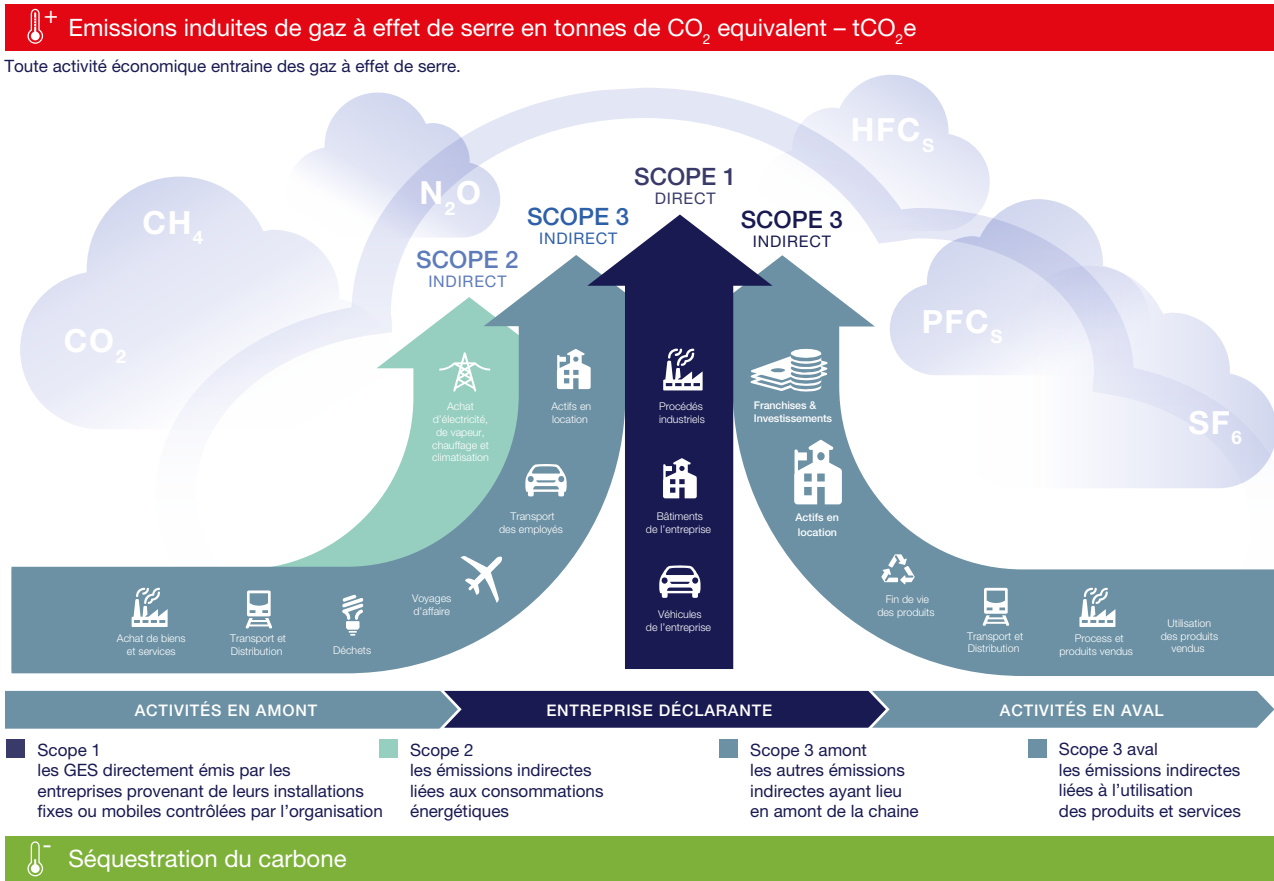 Emissions induites de gaz à effet de serre en tonnes de CO₂ equivalent – tCO₂e
Toute activité économique entraine des gaz à effet de serre.
CO₂
CH₄
N₂O
HFCₛ
PFCₛ
SF₆
SCOPE 2
INDIRECT
SCOPE 3
INDIRECT
SCOPE 1
DIRECT
SCOPE 3
INDIRECT
Achat
d'électricité,
de vapeur,
chauffage et
climatisation
Actifs en
location
Transport
des employés
Voyages
d'affaire
Achat de biens
et services
Transport et
Distribution
Déchets
Procédés
industriels
Bâtiments
de l'entreprise
Véhicules
de l'entreprise
Franchises &
Investissements
Actifs en
location
Fin de vie
des produits
Transport et
Distribution
Process et
produits vendus
Utilisation
des produits
vendus
ACTIVITÉS EN AMONT
ENTREPRISE DÉCLARANTE
ACTIVITÉS EN AVAL
Scope 1
les GES directement émis par les
entreprises provenant de leurs installations
fixes ou mobiles contrôlées par l'organisation
Scope 2
les émissions indirectes
liées aux consommations
énergétiques
Scope 3 amont
les autres émissions
indirectes ayant lieu
en amont de la chaine
Scope 3 aval
les émissions indirectes
liées à l'utilisation
des produits et services
Séquestration du carbone